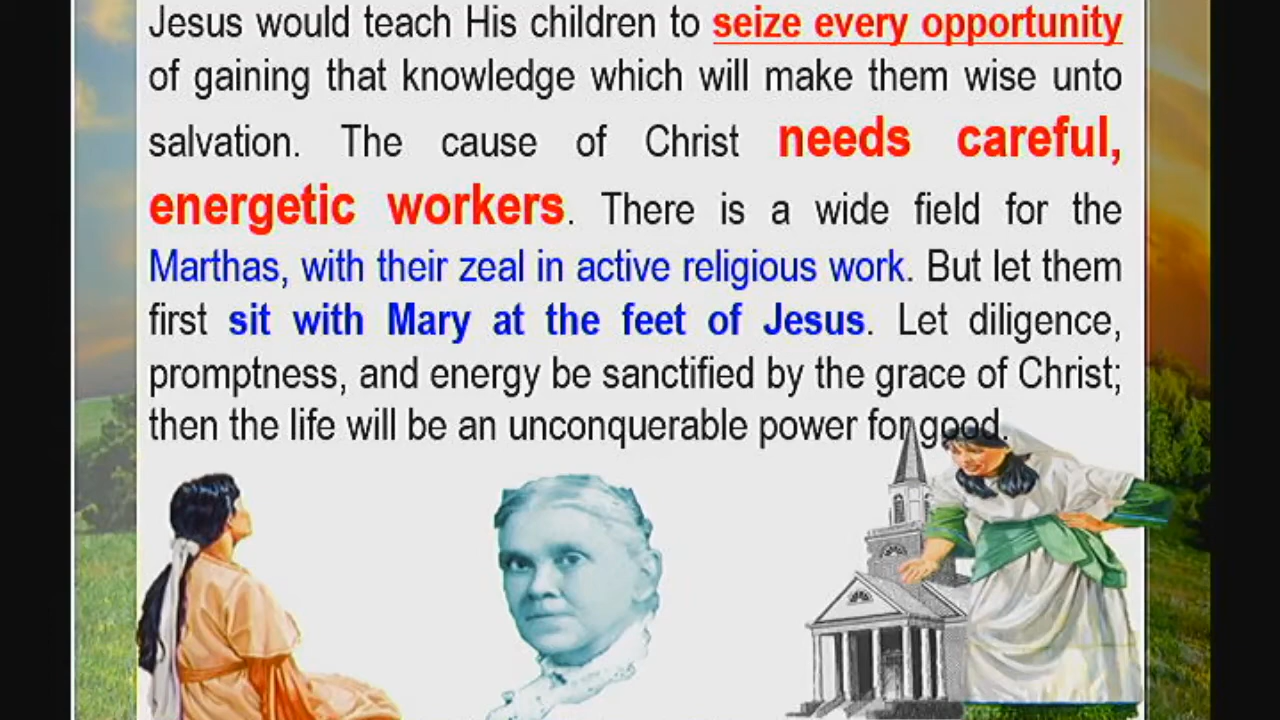 Jesus would teach His children to seize every opportunity
of gaining that knowledge which will make them wise unto
salvation. The cause of Christ needs careful,
energetic workers. There is a wide field for the
Marthas, with their zeal in active religious work. But let them
first sit with Mary at the feet of Jesus. Let diligence,
promptness, and energy be sanctified by the grace of Christ;
then the life will be an unconquerable power for good.